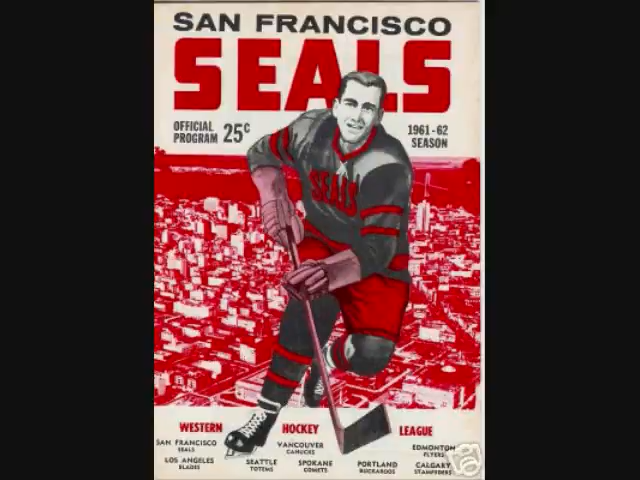 SAN FRANCISCO
SEALS
OFFICIAL
PROGRAM 25¢
1961-62
SEASON
SEALS
WESTERN HOCKEY LEAGUE
SAN FRANCISCO
SEALS
LOS ANGELES
BLADES
SEATTLE
TOTEMS
VANCOUVER
CANUCKS
SPOKANE
COMETS
PORTLAND
BUCKAROOS
EDMONTON
FLYERS
CALGARY
STAMPEDERS